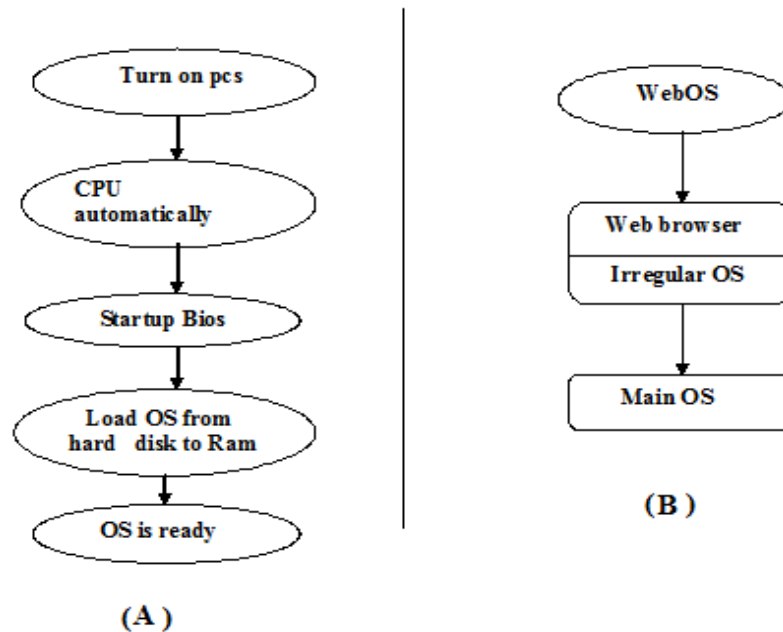 Turn on pcs
CPU
automatically
Startup Bios
Load OS from
hard disk to Ram
OS is ready
(A)
WebOS
Web browser
Irregular OS
Main OS
(B)